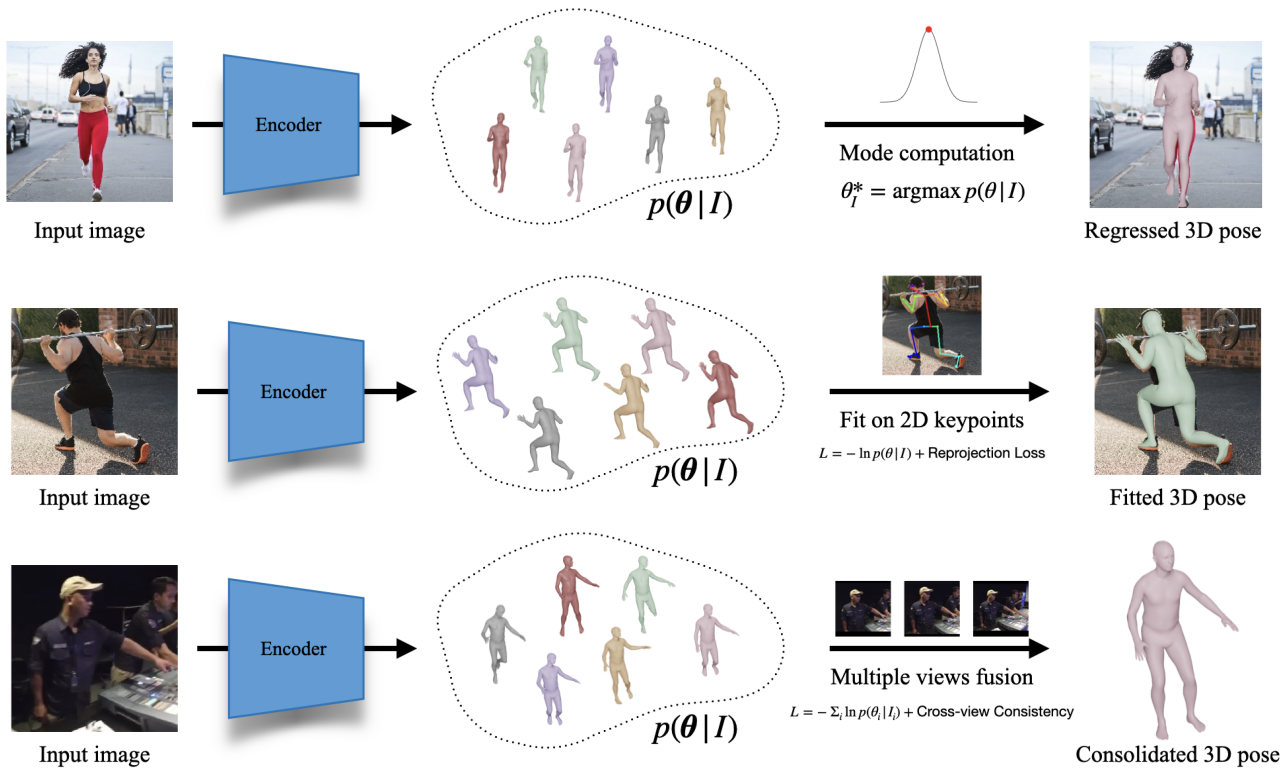 Encoder
p(θ|I)
Mode computation
θ*_I = argmax p(θ|I)
Input image
Regressed 3D pose
Encoder
p(θ|I)
Fit on 2D keypoints
L = − ln p(θ|I) + Reprojection Loss
Input image
Fitted 3D pose
Encoder
p(θ|I)
Multiple views fusion
L = − Σ_i ln p(θ_i|I_i) + Cross-view Consistency
Input image
Consolidated 3D pose